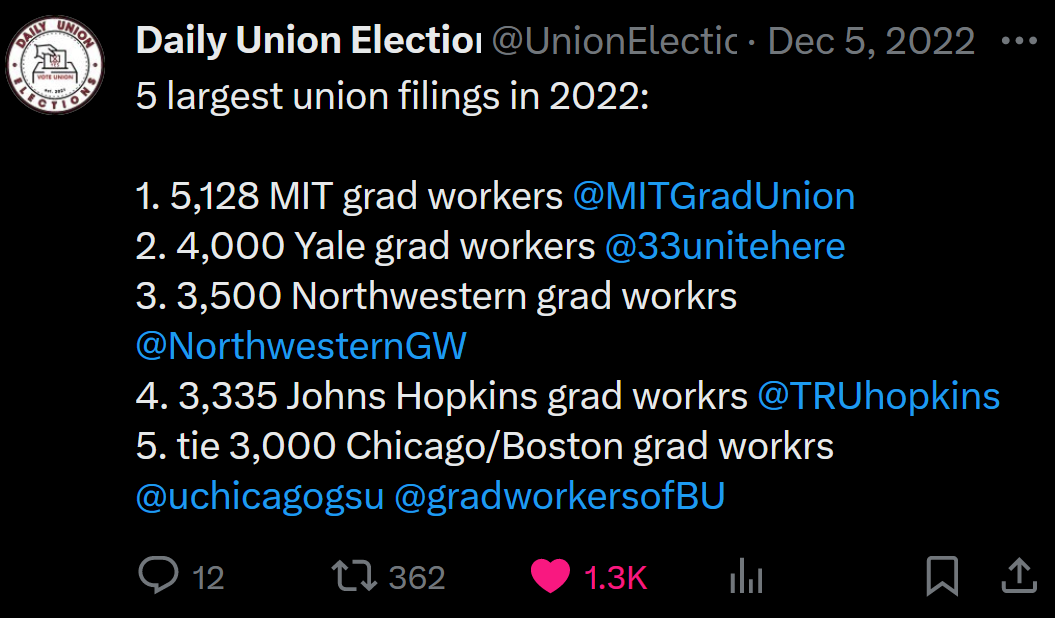 DAILY UNION ELECTIONS
VOTE UNION
Daily Union Election @UnionElectic · Dec 5, 2022
5 largest union filings in 2022:
1. 5,128 MIT grad workers @MITGradUnion
2. 4,000 Yale grad workers @33unitehere
3. 3,500 Northwestern grad workrs
@NorthwesternGW
4. 3,335 Johns Hopkins grad workrs @TRUhopkins
5. tie 3,000 Chicago/Boston grad workrs
@uchicagogsu @gradworkersofBU
12 362 1.3K